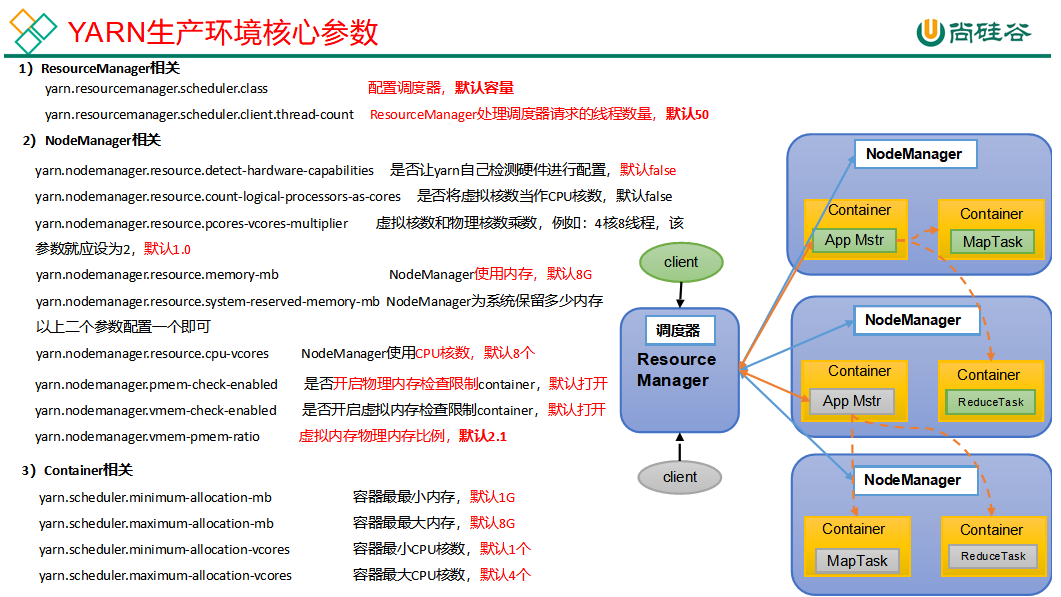 YARN生产环境核心参数
尚硅谷
1）ResourceManager相关
yarn.resourcemanager.scheduler.class 配置调度器，默认容量
yarn.resourcemanager.scheduler.client.thread-count ResourceManager处理调度器请求的线程数量，默认50
2）NodeManager相关
yarn.nodemanager.resource.detect-hardware-capabilities 是否让yarn自己检测硬件进行配置，默认false
yarn.nodemanager.resource.count-logical-processors-as-cores 是否将虚拟核数当作CPU核数，默认false
yarn.nodemanager.resource.pcores-vcores-multiplier 虚拟核数和物理核数乘数，例如：4核8线程，该
参数就应设为2，默认1.0
yarn.nodemanager.resource.memory-mb NodeManager使用内存，默认8G
yarn.nodemanager.resource.system-reserved-memory-mb NodeManager为系统保留多少内存
以上二个参数配置一个即可
yarn.nodemanager.resource.cpu-vcores NodeManager使用CPU核数，默认8个
yarn.nodemanager.pmem-check-enabled 是否开启物理内存检查限制container，默认打开
yarn.nodemanager.vmem-check-enabled 是否开启虚拟内存检查限制container，默认打开
yarn.nodemanager.vmem-pmem-ratio 虚拟内存物理内存比例，默认2.1
3）Container相关
yarn.scheduler.minimum-allocation-mb 容器最最小内存，默认1G
yarn.scheduler.maximum-allocation-mb 容器最最大内存，默认8G
yarn.scheduler.minimum-allocation-vcores 容器最小CPU核数，默认1个
yarn.scheduler.maximum-allocation-vcores 容器最大CPU核数，默认4个
client
调度器
Resource
Manager
client
NodeManager
Container
App Mstr
Container
MapTask
NodeManager
Container
App Mstr
Container
ReduceTask
NodeManager
Container
MapTask
Container
ReduceTask